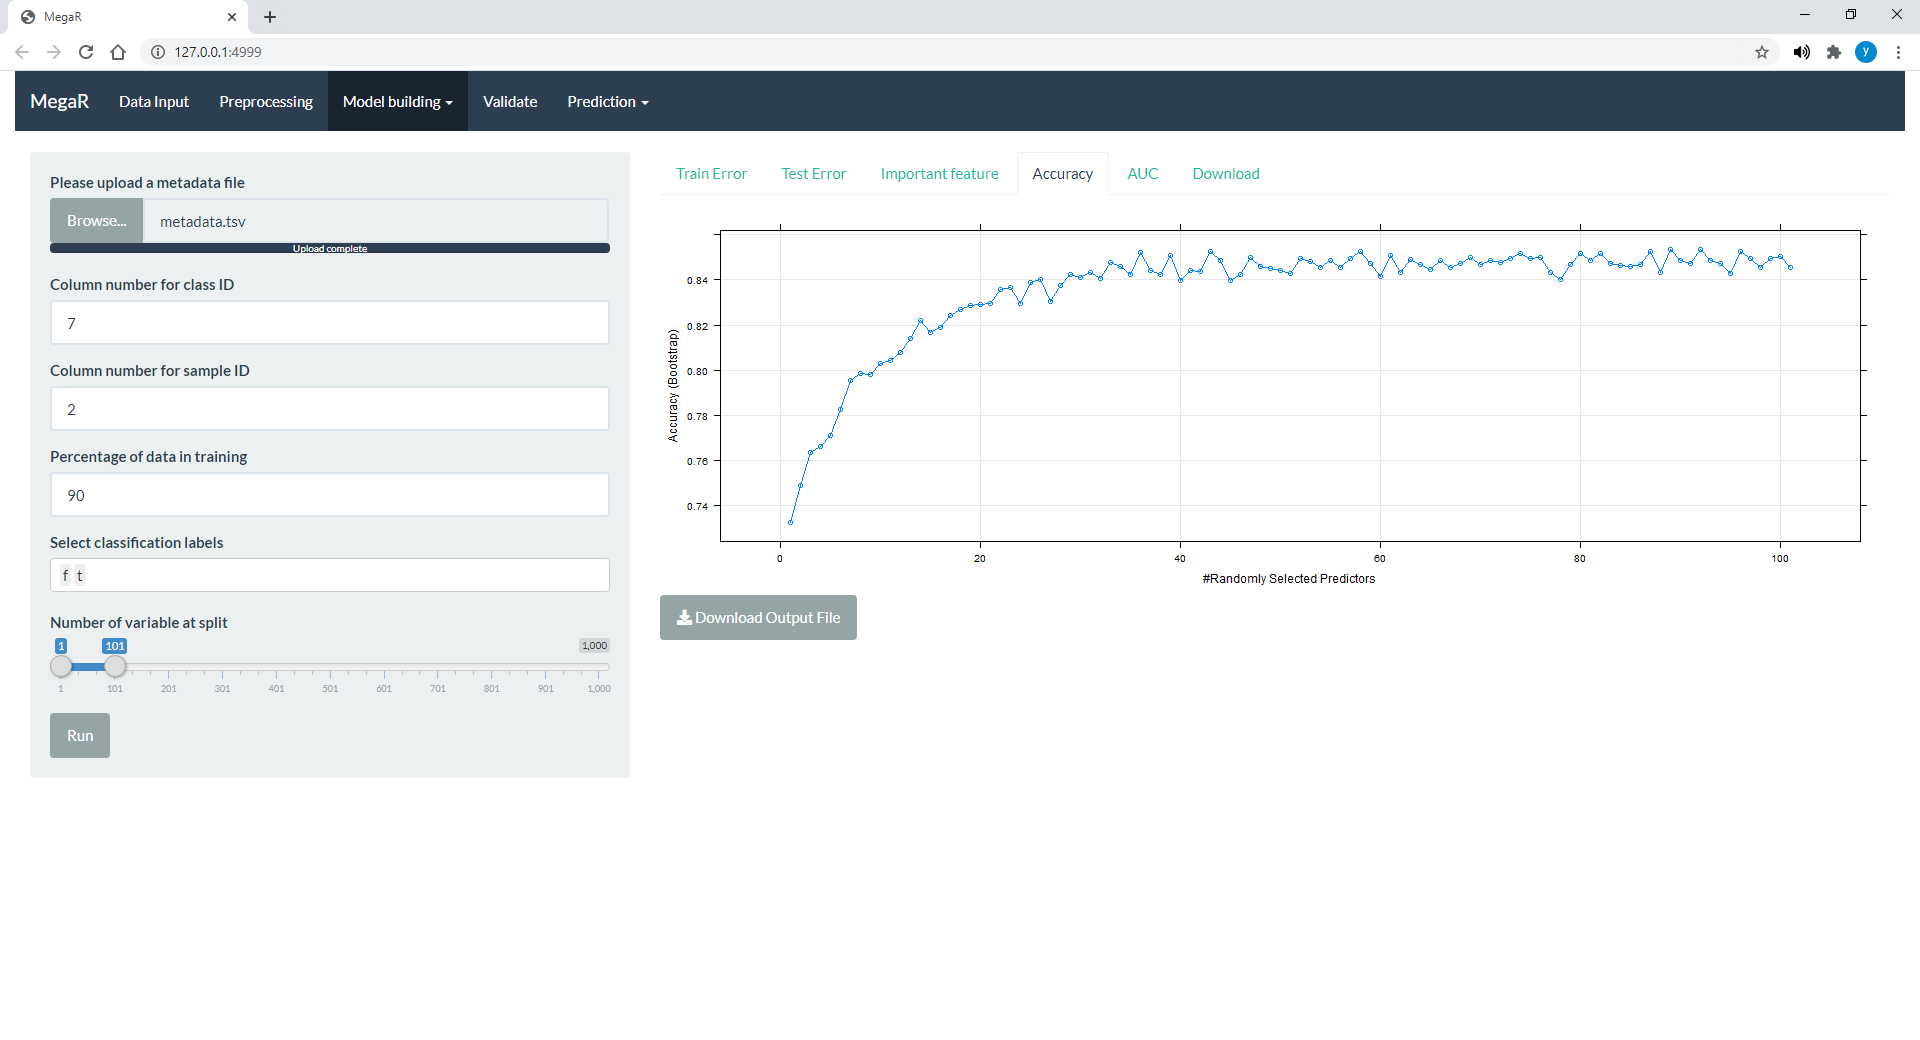 MegaR
127.0.0.1:4999
y
MegaR Data Input Preprocessing Model building Validate Prediction
Please upload a metadata file
Browse... metadata.tsv
Upload complete
Column number for class ID
7
Column number for sample ID
2
Percentage of data in training
90
Select classification labels
f t
Number of variable at split
1 101 1,000
1 101 201 301 401 501 601 701 801 901 1,000
Run
Train Error Test Error Important feature Accuracy AUC Download
Accuracy (Bootstrap)
0.84
0.82
0.80
0.78
0.76
0.74
0 20 40 60 80 100
#Randomly Selected Predictors
Download Output File